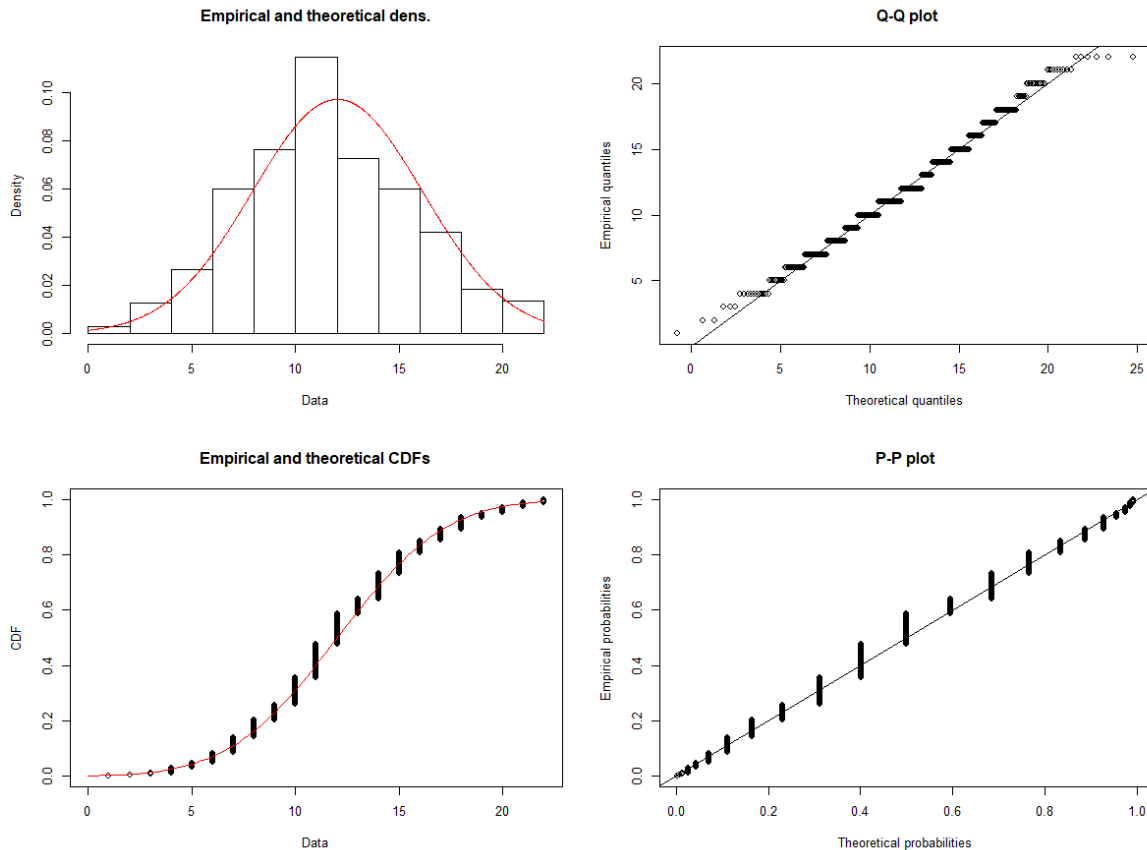 Empirical and theoretical dens.
Density
0.00 0.02 0.04 0.06 0.08 0.10
0 5 10 15 20
Data
Q-Q plot
Empirical quantiles
5 10 15 20
0 5 10 15 20 25
Theoretical quantiles
Empirical and theoretical CDFs
CDF
0.0 0.2 0.4 0.6 0.8 1.0
0 5 10 15 20
Data
P-P plot
Empirical probabilities
0.0 0.2 0.4 0.6 0.8 1.0
0.0 0.2 0.4 0.6 0.8 1.0
Theoretical probabilities